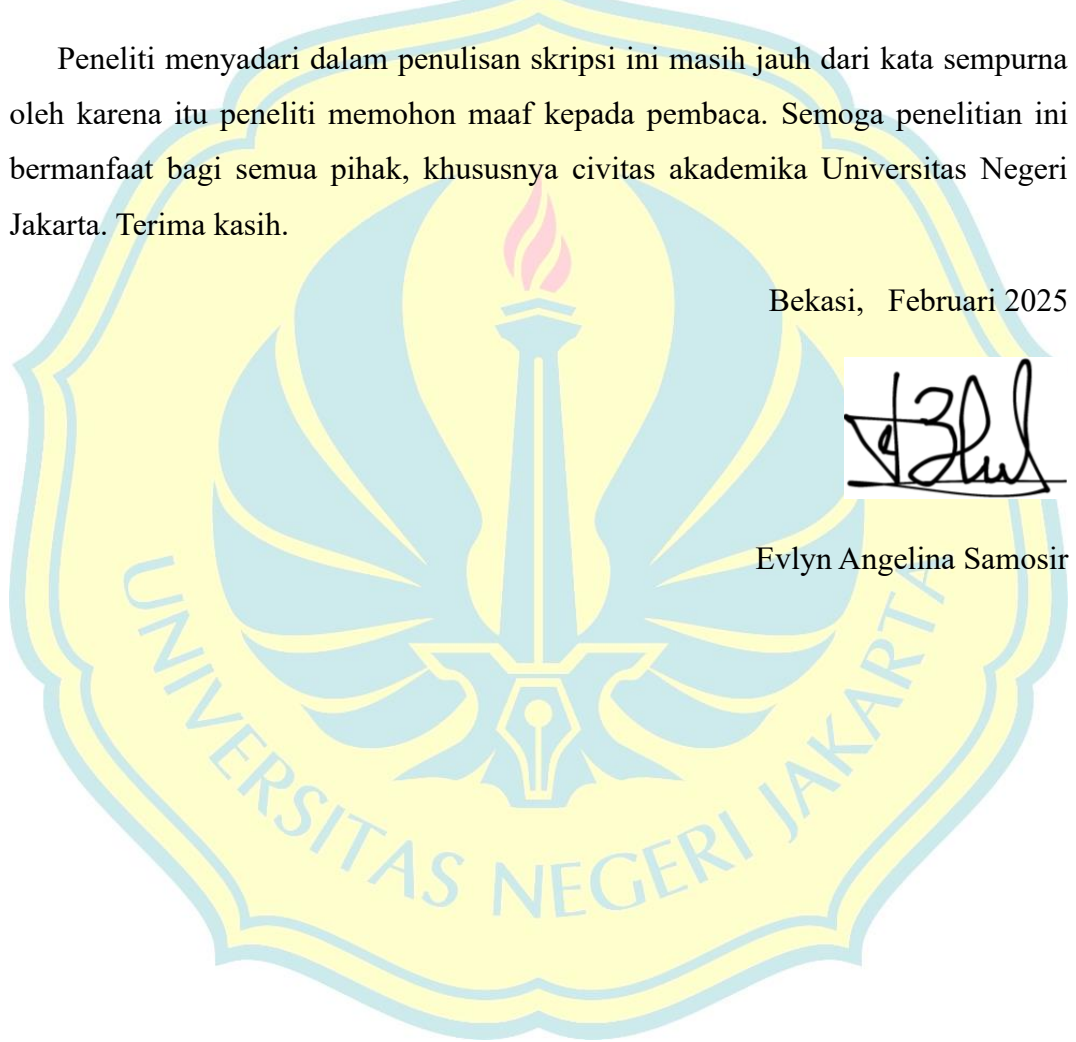 Peneliti menyadari dalam penulisan skripsi ini masih jauh dari kata sempurna
oleh karena itu peneliti memohon maaf kepada pembaca. Semoga penelitian ini
bermanfaat bagi semua pihak, khususnya civitas akademika Universitas Negeri
Jakarta. Terima kasih.
Bekasi,   Februari 2025
Evlyn Angelina Samosir
UNIVERSITAS NEGERI JAKARTA